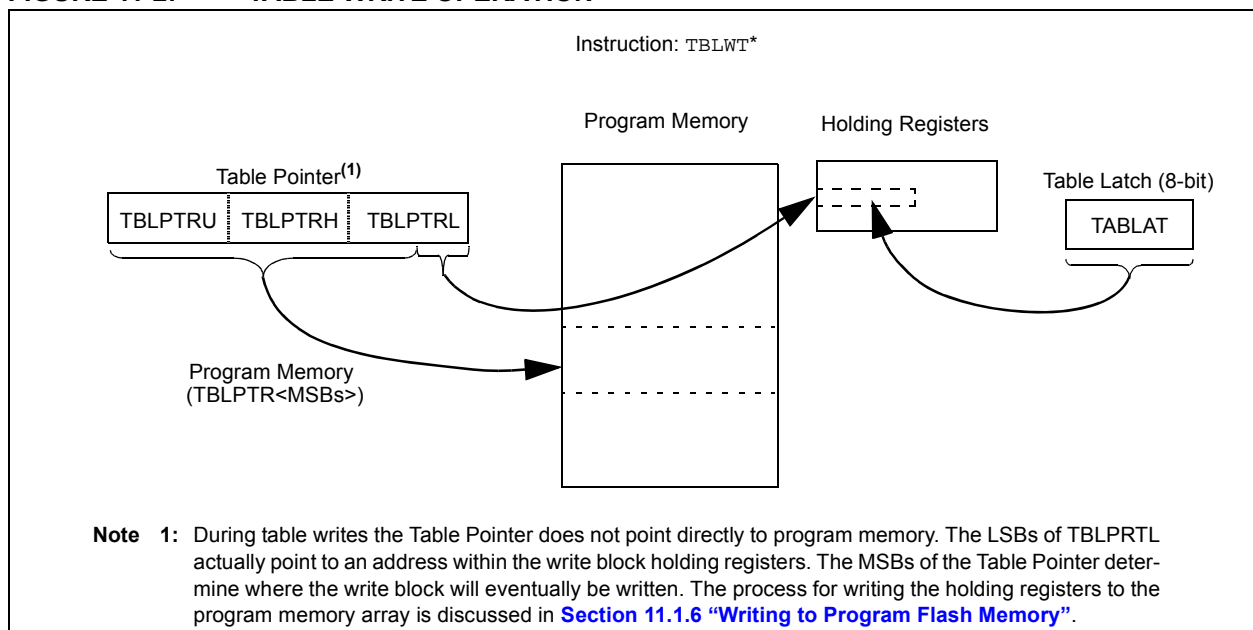 Instruction: TBLWT*
Program Memory
Holding Registers
Table Pointer(1)
Table Latch (8-bit)
TBLPTRU TBLPTRH TBLPTRL
TABLAT
Program Memory
(TBLPTR<MSBs>)
Note 1: During table writes the Table Pointer does not point directly to program memory. The LSBs of TBLPRTL
actually point to an address within the write block holding registers. The MSBs of the Table Pointer deter-
mine where the write block will eventually be written. The process for writing the holding registers to the
program memory array is discussed in Section 11.1.6 “Writing to Program Flash Memory”.